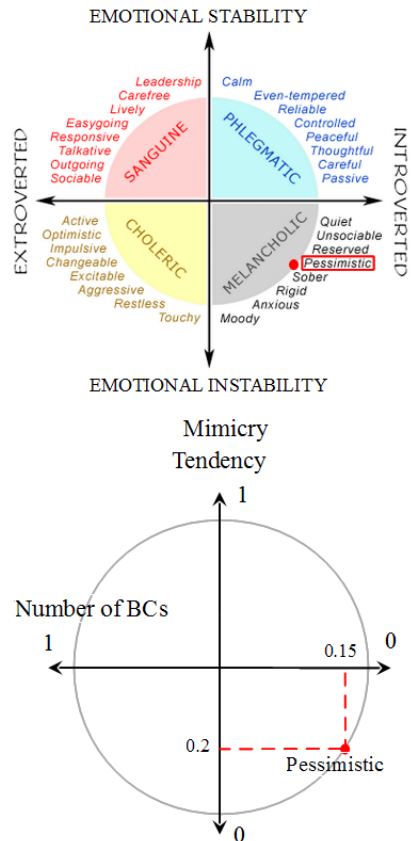 EMOTIONAL STABILITY
Leadership
Carefree
Lively
Easygoing
Responsive
Talkative
Outgoing
Sociable
SANGUINE
Calm
Even-tempered
Reliable
Controlled
Peaceful
Thoughtful
Careful
Passive
PHLEGMATIC
EXTROVERTED
INTROVERTED
Active
Optimistic
Impulsive
Changeable
Excitable
Aggressive
Restless
Touchy
CHOLERIC
Quiet
Unsociable
Reserved
Pessimistic
Sober
Rigid
Anxious
Moody
MELANCHOLIC
EMOTIONAL INSTABILITY
Mimicry
Tendency
1
Number of BCs
1
0.15
0
0.2
Pessimistic
0